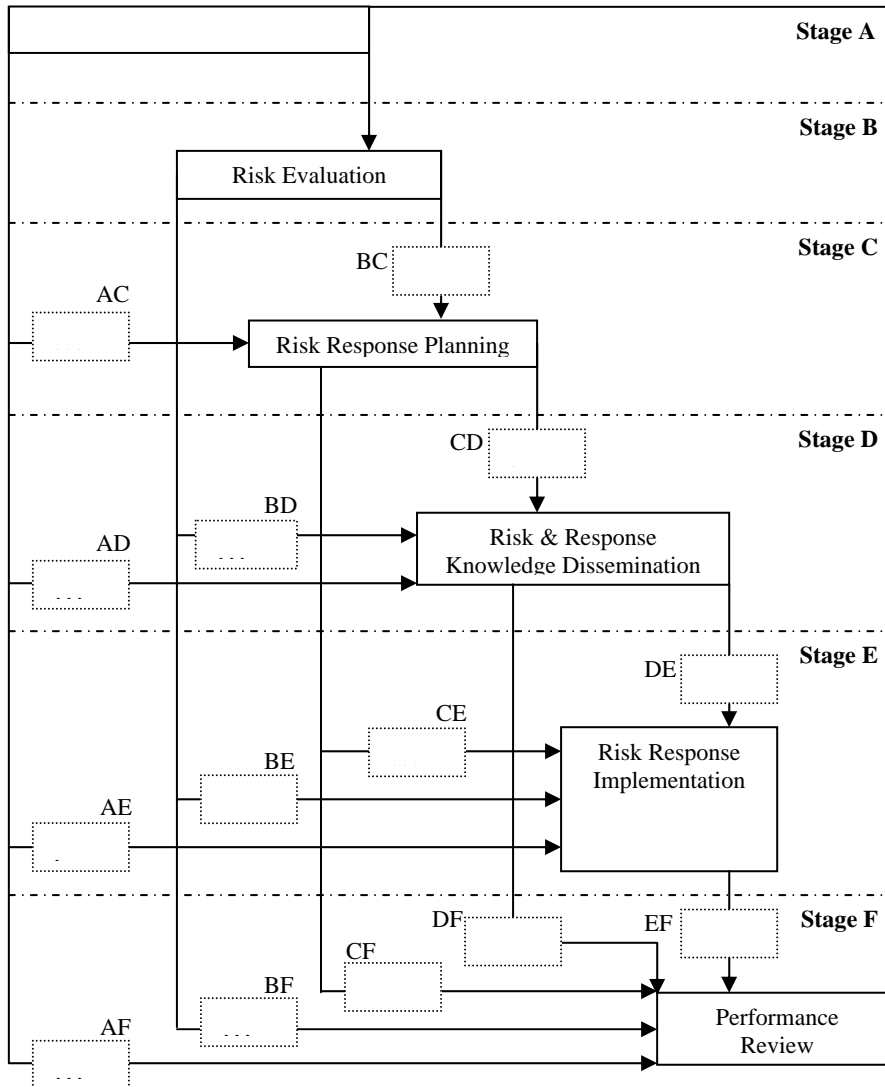 Stage A
Stage B
Risk Evaluation
Stage C
BC
AC
Risk Response Planning
Stage D
CD
BD
AD
Risk & Response
Knowledge Dissemination
Stage E
DE
CE
Risk Response
Implementation
BE
AE
Stage F
DF
EF
CF
BF
Performance
Review
AF